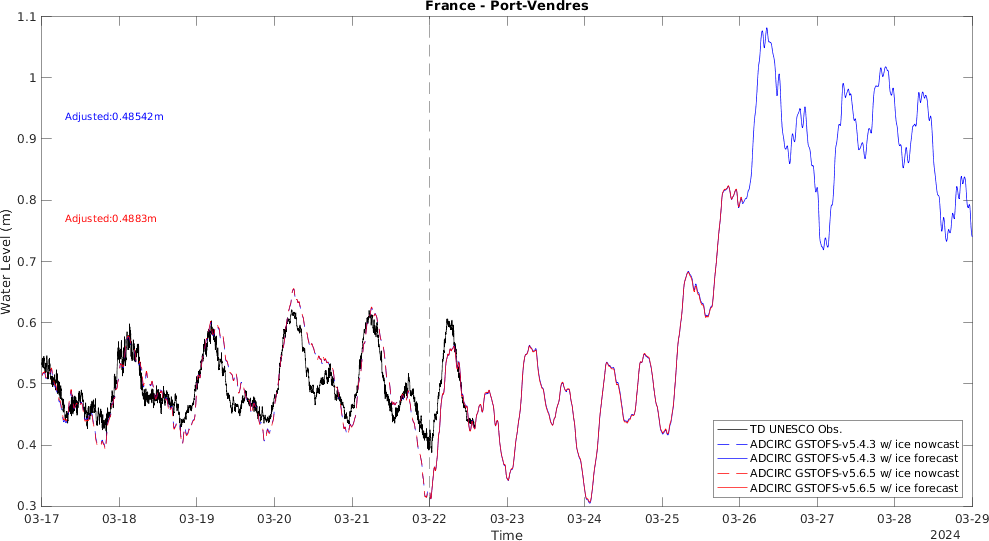 France - Port-Vendres
1.1
1
0.9
0.8
0.7
0.6
0.5
0.4
0.3
Water Level (m)
Adjusted:0.48542m
Adjusted:0.4883m
TD UNESCO Obs.
ADCIRC GSTOFS-v5.4.3 w/ ice nowcast
ADCIRC GSTOFS-v5.4.3 w/ ice forecast
ADCIRC GSTOFS-v5.6.5 w/ ice nowcast
ADCIRC GSTOFS-v5.6.5 w/ ice forecast
03-17 03-18 03-19 03-20 03-21 03-22 03-23 03-24 03-25 03-26 03-27 03-28 03-29
Time
2024